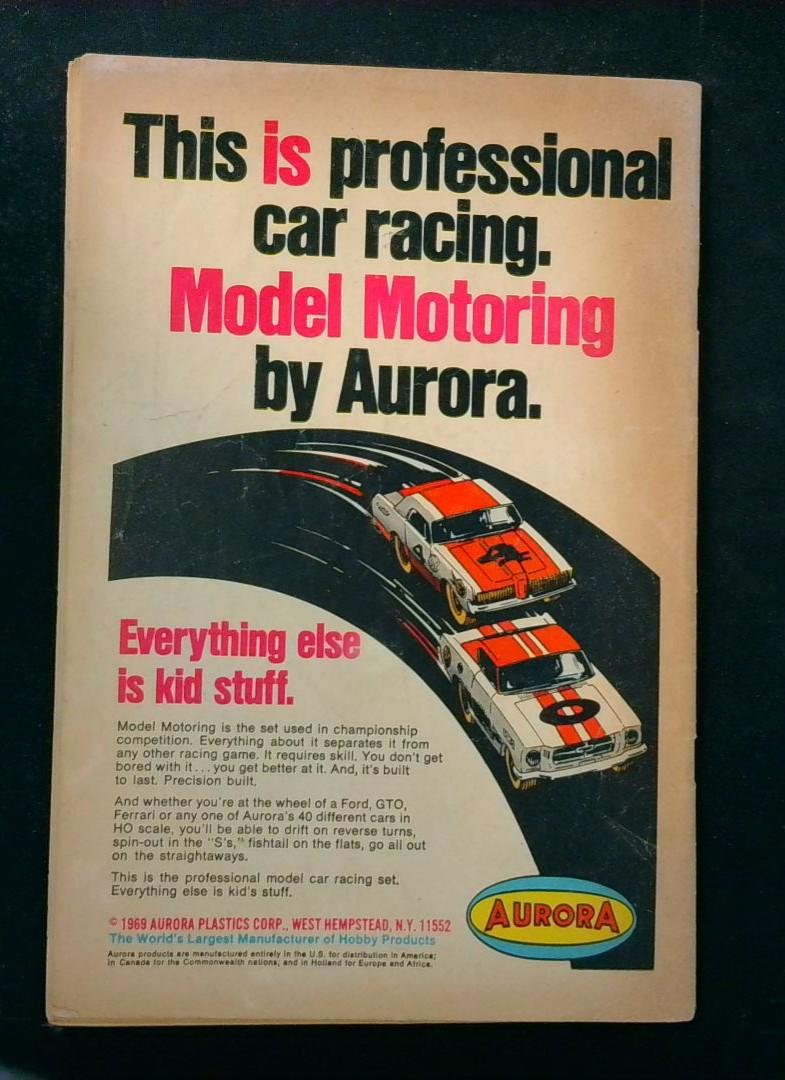 This is professional
car racing.
Model Motoring
by Aurora.
4
4
0
Everything else
is kid stuff.
Model Motoring is the set used in championship
competition. Everything about it separates it from
any other racing game. It requires skill. You don't get
bored with it...you get better at it. And, it's built
to last. Precision built.
And whether you're at the wheel of a Ford, GTO,
Ferrari or any one of Aurora's 40 different cars in
HO scale, you'll be able to drift on reverse turns,
spin-out in the "S's," fishtail on the flats, go all out
on the straightaways.
This is the professional model car racing set.
Everything else is kid's stuff.
© 1969 AURORA PLASTICS CORP., WEST HEMPSTEAD, N.Y. 11552
The World's Largest Manufacturer of Hobby Products
Aurora products are manufactured entirely in the U.S. for distribution in America;
in Canada for the Commonwealth nations; and in Holland for Europe and Africa.
AURORA